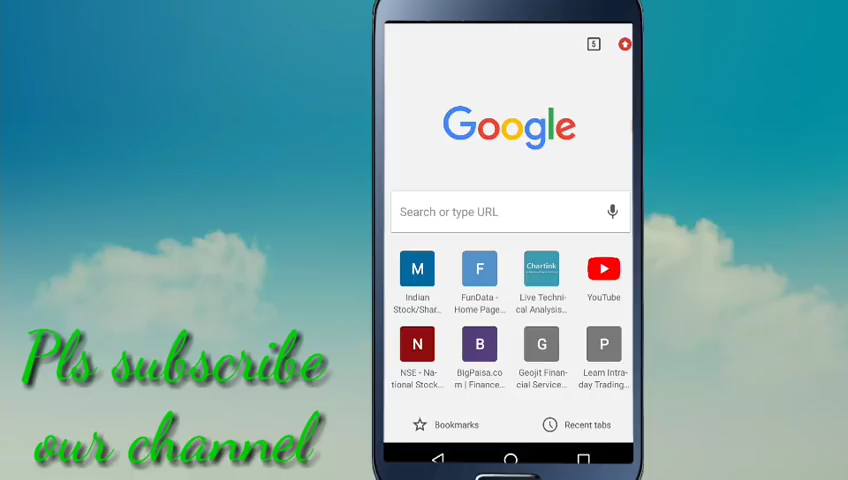 5
Google
Search or type URL
M
F
Chartink
Indian
Stock/Shar...
FunData -
Home Page...
Live Techni-
cal Analysis...
YouTube
N
B
G
P
NSE - Na-
tional Stock...
BigPaisa.co
m | Finance...
Geojit Finan-
cial Service...
Learn Intra-
day Trading...
Bookmarks
Recent tabs
Pls subscribe
our channel